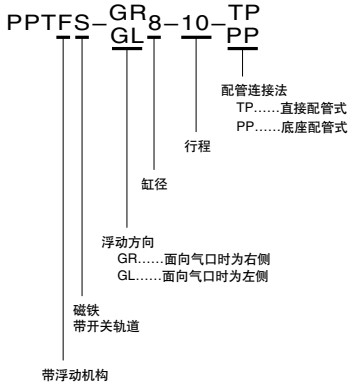 PPTFS–GR8–10–TP
GL PP
配管连接法
TP……直接配管式
PP……底座配管式
行程
缸径
浮动方向
GR……面向气口时为右侧
GL……面向气口时为左侧
磁铁
带开关轨道
带浮动机构